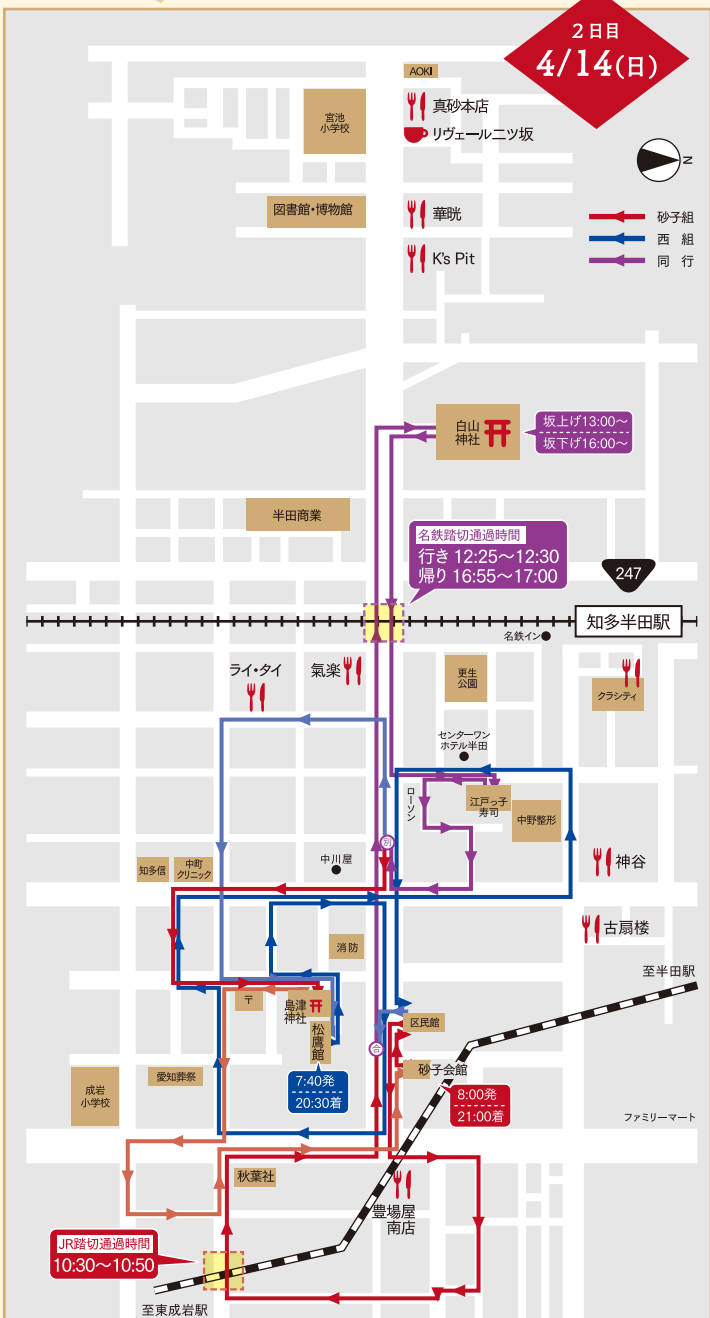 2日目
4/14(日)
AOKI
宮池
小学校
真砂本店
リヴェール二ツ坂
N
図書館・博物館
華晄
K's Pit
砂子組
西 組
同 行
白山
神社
坂上げ13:00〜
坂下げ16:00〜
半田商業
名鉄踏切通過時間
行き 12:25〜12:30
帰り 16:55〜17:00
247
知多半田駅
名鉄イン
ライ・タイ
氣楽
更生
公園
クラシティ
センターワン
ホテル半田
ローソン
江戸っ子
寿司
中野整形
別
中川屋
知多信
中町
クリニック
神谷
古扇楼
消防
至半田駅
〒
島津
神社
松鷹館
区民館
合
砂子会館
7:40発
20:30着
8:00発
21:00着
愛知葬祭
成岩
小学校
ファミリーマート
秋葉社
豊場屋
南店
JR踏切通過時間
10:30〜10:50
至東成岩駅